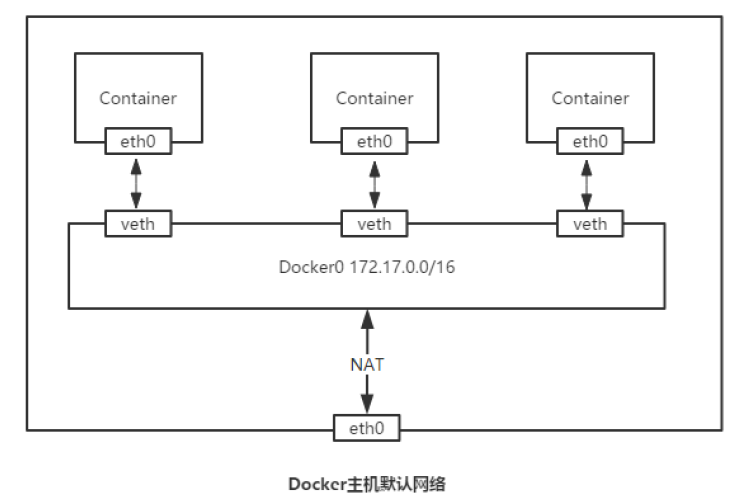 Container
Container
Container
eth0
eth0
eth0
veth
veth
veth
Docker0 172.17.0.0/16
NAT
eth0
Docker主机默认网络